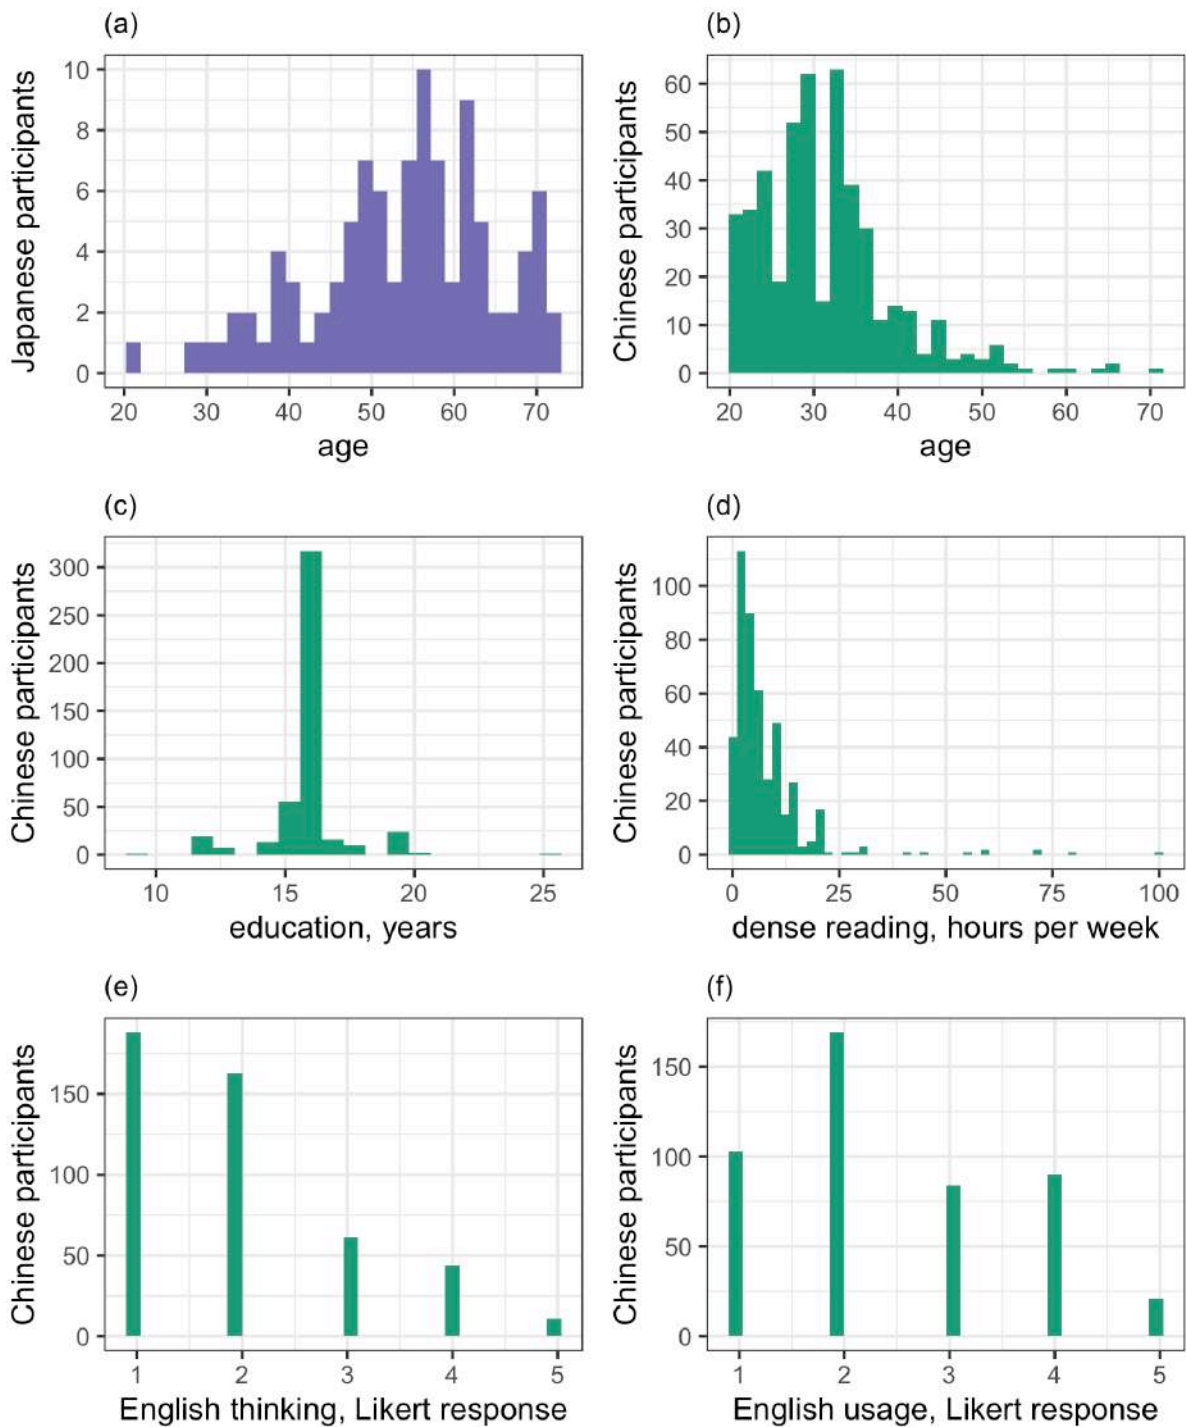 (a)
Japanese participants
10
8
6
4
2
0
20 30 40 50 60 70
age
(b)
Chinese participants
60
50
40
30
20
10
0
20 30 40 50 60 70
age
(c)
Chinese participants
300
250
200
150
100
50
0
10 15 20 25
education, years
(d)
Chinese participants
100
80
60
40
20
0
0 25 50 75 100
dense reading, hours per week
(e)
Chinese participants
150
100
50
0
1 2 3 4 5
English thinking, Likert response
(f)
Chinese participants
150
100
50
0
1 2 3 4 5
English usage, Likert response